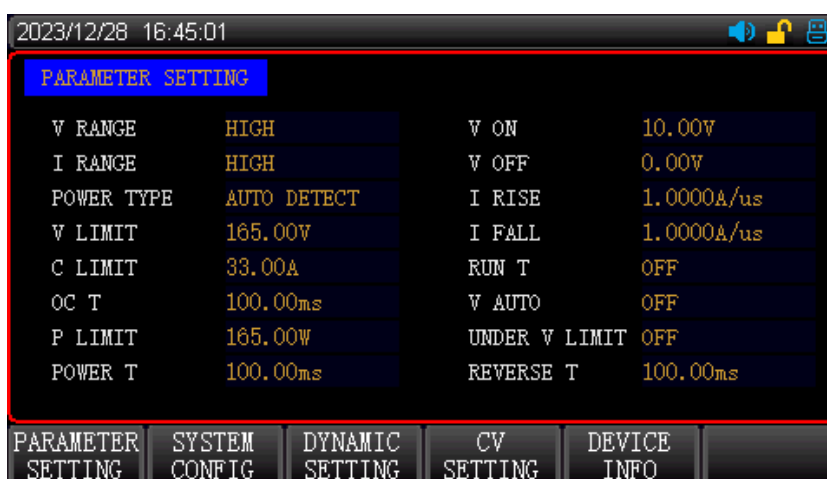 2023/12/28 16:45:01
PARAMETER SETTING
V RANGE HIGH V ON 10.00V
I RANGE HIGH V OFF 0.00V
POWER TYPE AUTO DETECT I RISE 1.0000A/us
V LIMIT 165.00V I FALL 1.0000A/us
C LIMIT 33.00A RUN T OFF
OC T 100.00ms V AUTO OFF
P LIMIT 165.00W UNDER V LIMIT OFF
POWER T 100.00ms REVERSE T 100.00ms
PARAMETER SYSTEM DYNAMIC CV DEVICE
SETTING CONFIG SETTING SETTING INFO